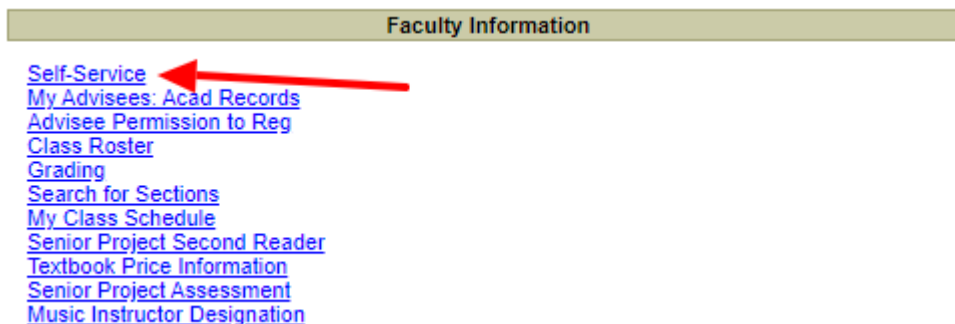 Faculty Information
Self-Service
My Advisees: Acad Records
Advisee Permission to Reg
Class Roster
Grading
Search for Sections
My Class Schedule
Senior Project Second Reader
Textbook Price Information
Senior Project Assessment
Music Instructor Designation